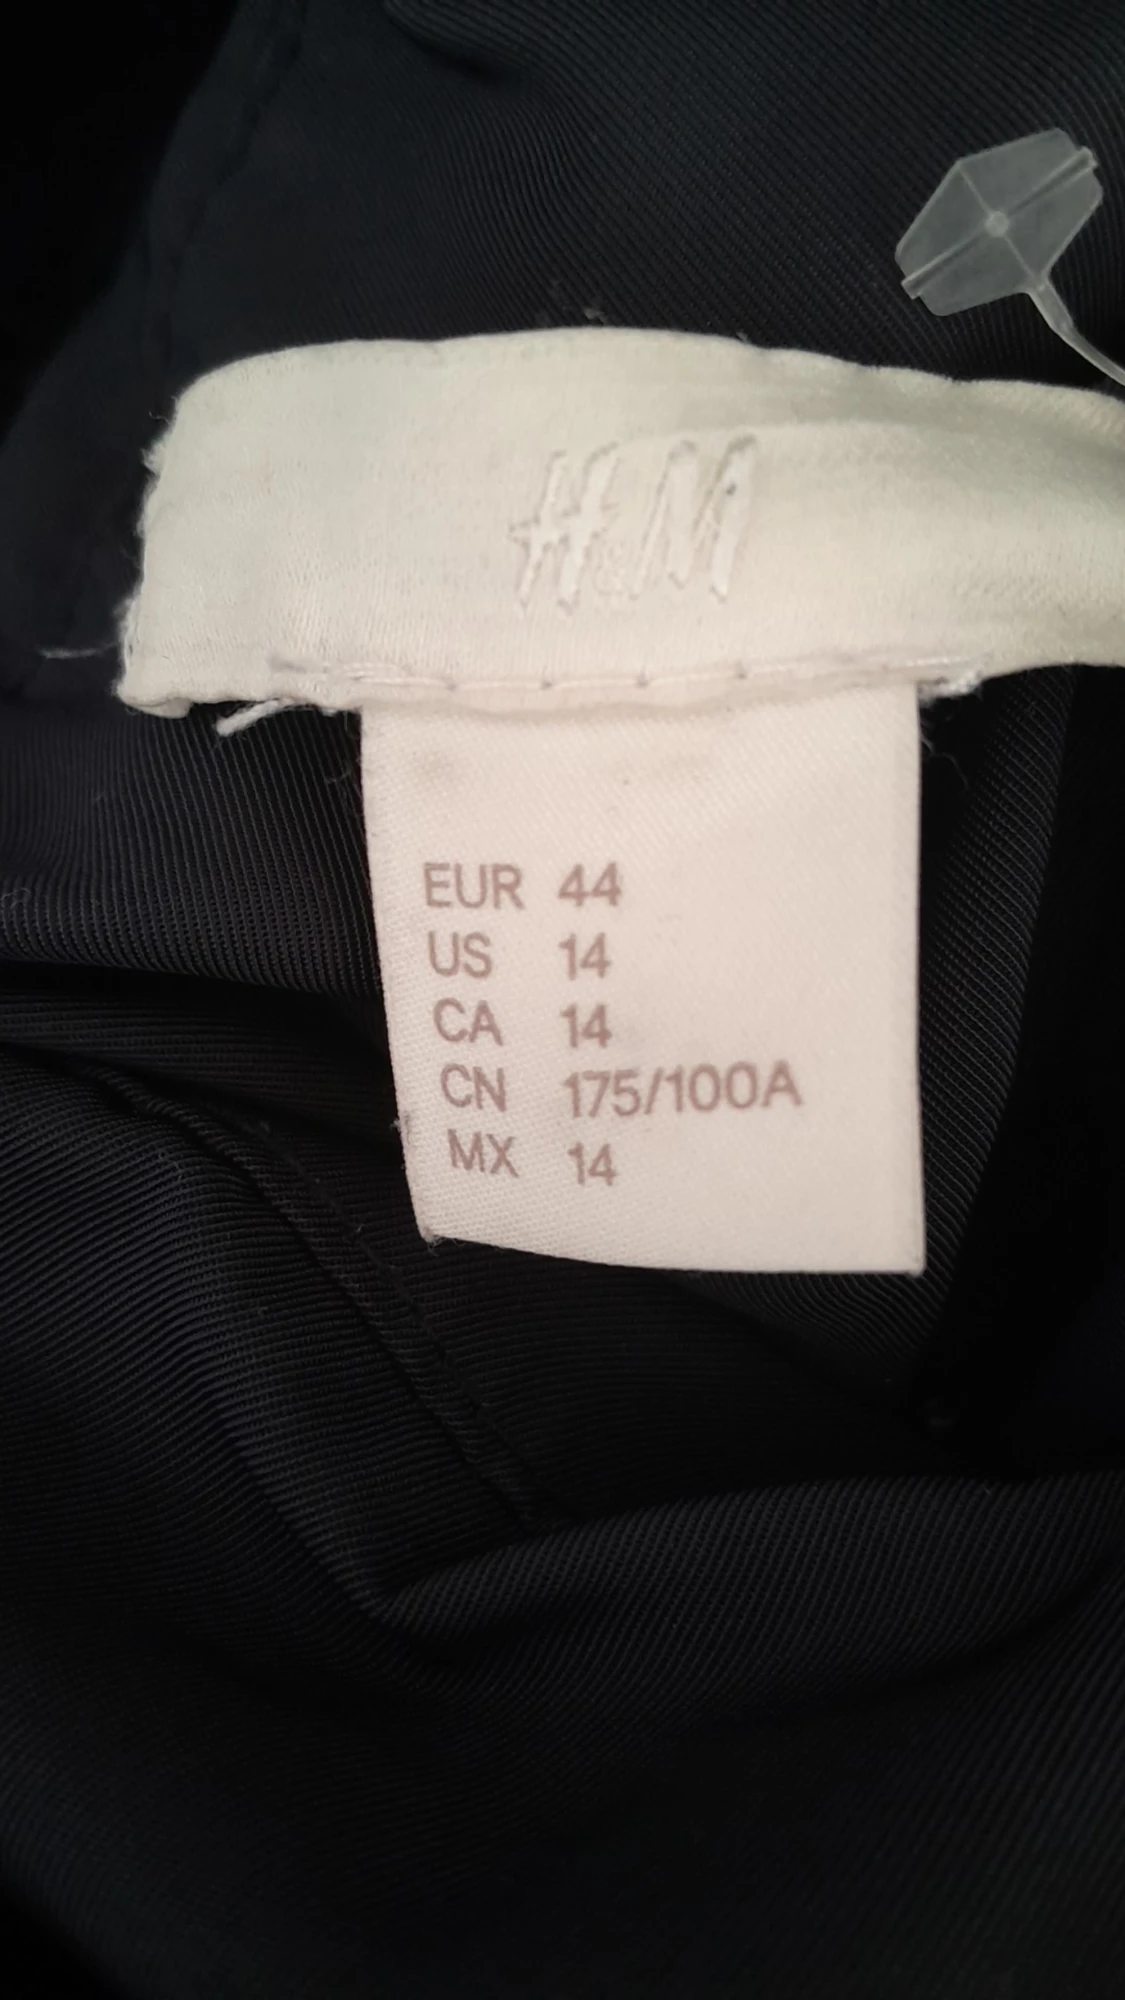 H&M
EUR 44
US 14
CA 14
CN 175/100A
MX 14